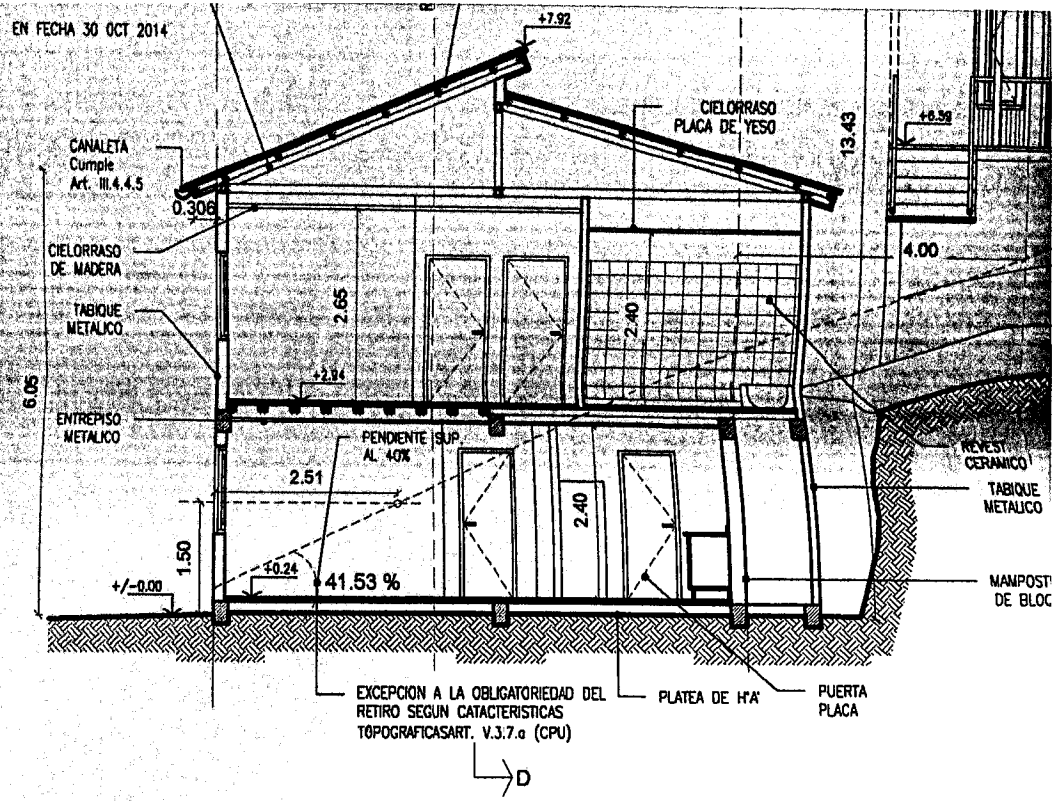 EN FECHA 30 OCT 2014
+7.92
CIELORRASO
PLACA DE YESO
13.43
+6.39
CANALETA
Cumple
Art. III.4.4.5
0.306
CIELORRASO
DE MADERA
4.00
TABIQUE
METALICO
2.65
2.40
6.05
+2.84
ENTREPISO
METALICO
PENDIENTE SUP.
AL 40%
REVEST
CERAMICO
2.51
TABIQUE
METALICO
2.40
1.50
+/-0.00
+0.24
41.53 %
MAMPOST
DE BLOC
EXCEPCION A LA OBLIGATORIEDAD DEL
RETIRO SEGUN CATACTERISTICAS
TOPOGRAFICASART. V.3.7.a (CPU)
PLATEA DE H'A'
PUERTA
PLACA
D